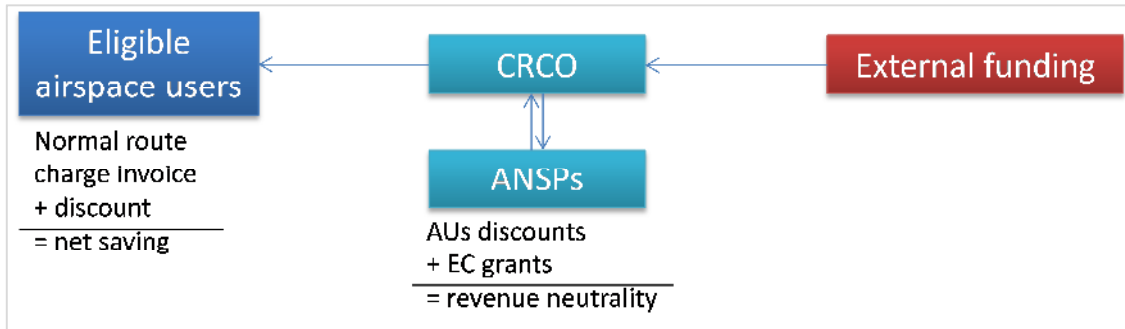 Eligible
airspace users
CRCO
External funding
Normal route
charge invoice
+ discount
= net saving
ANSPs
AUs discounts
+ EC grants
= revenue neutrality